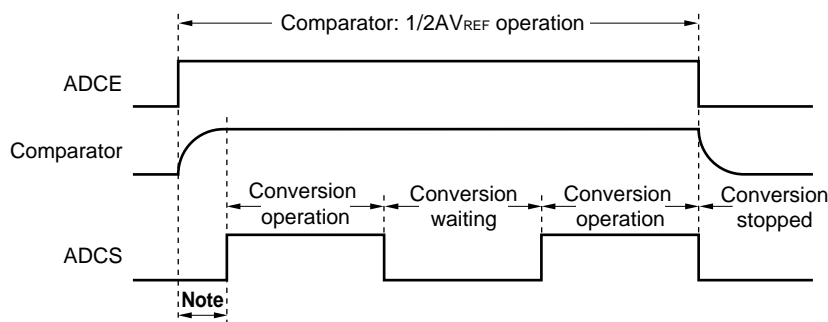 Comparator: 1/2AVREF operation
ADCE
Comparator
Conversion operation
Conversion waiting
Conversion operation
Conversion stopped
ADCS
Note